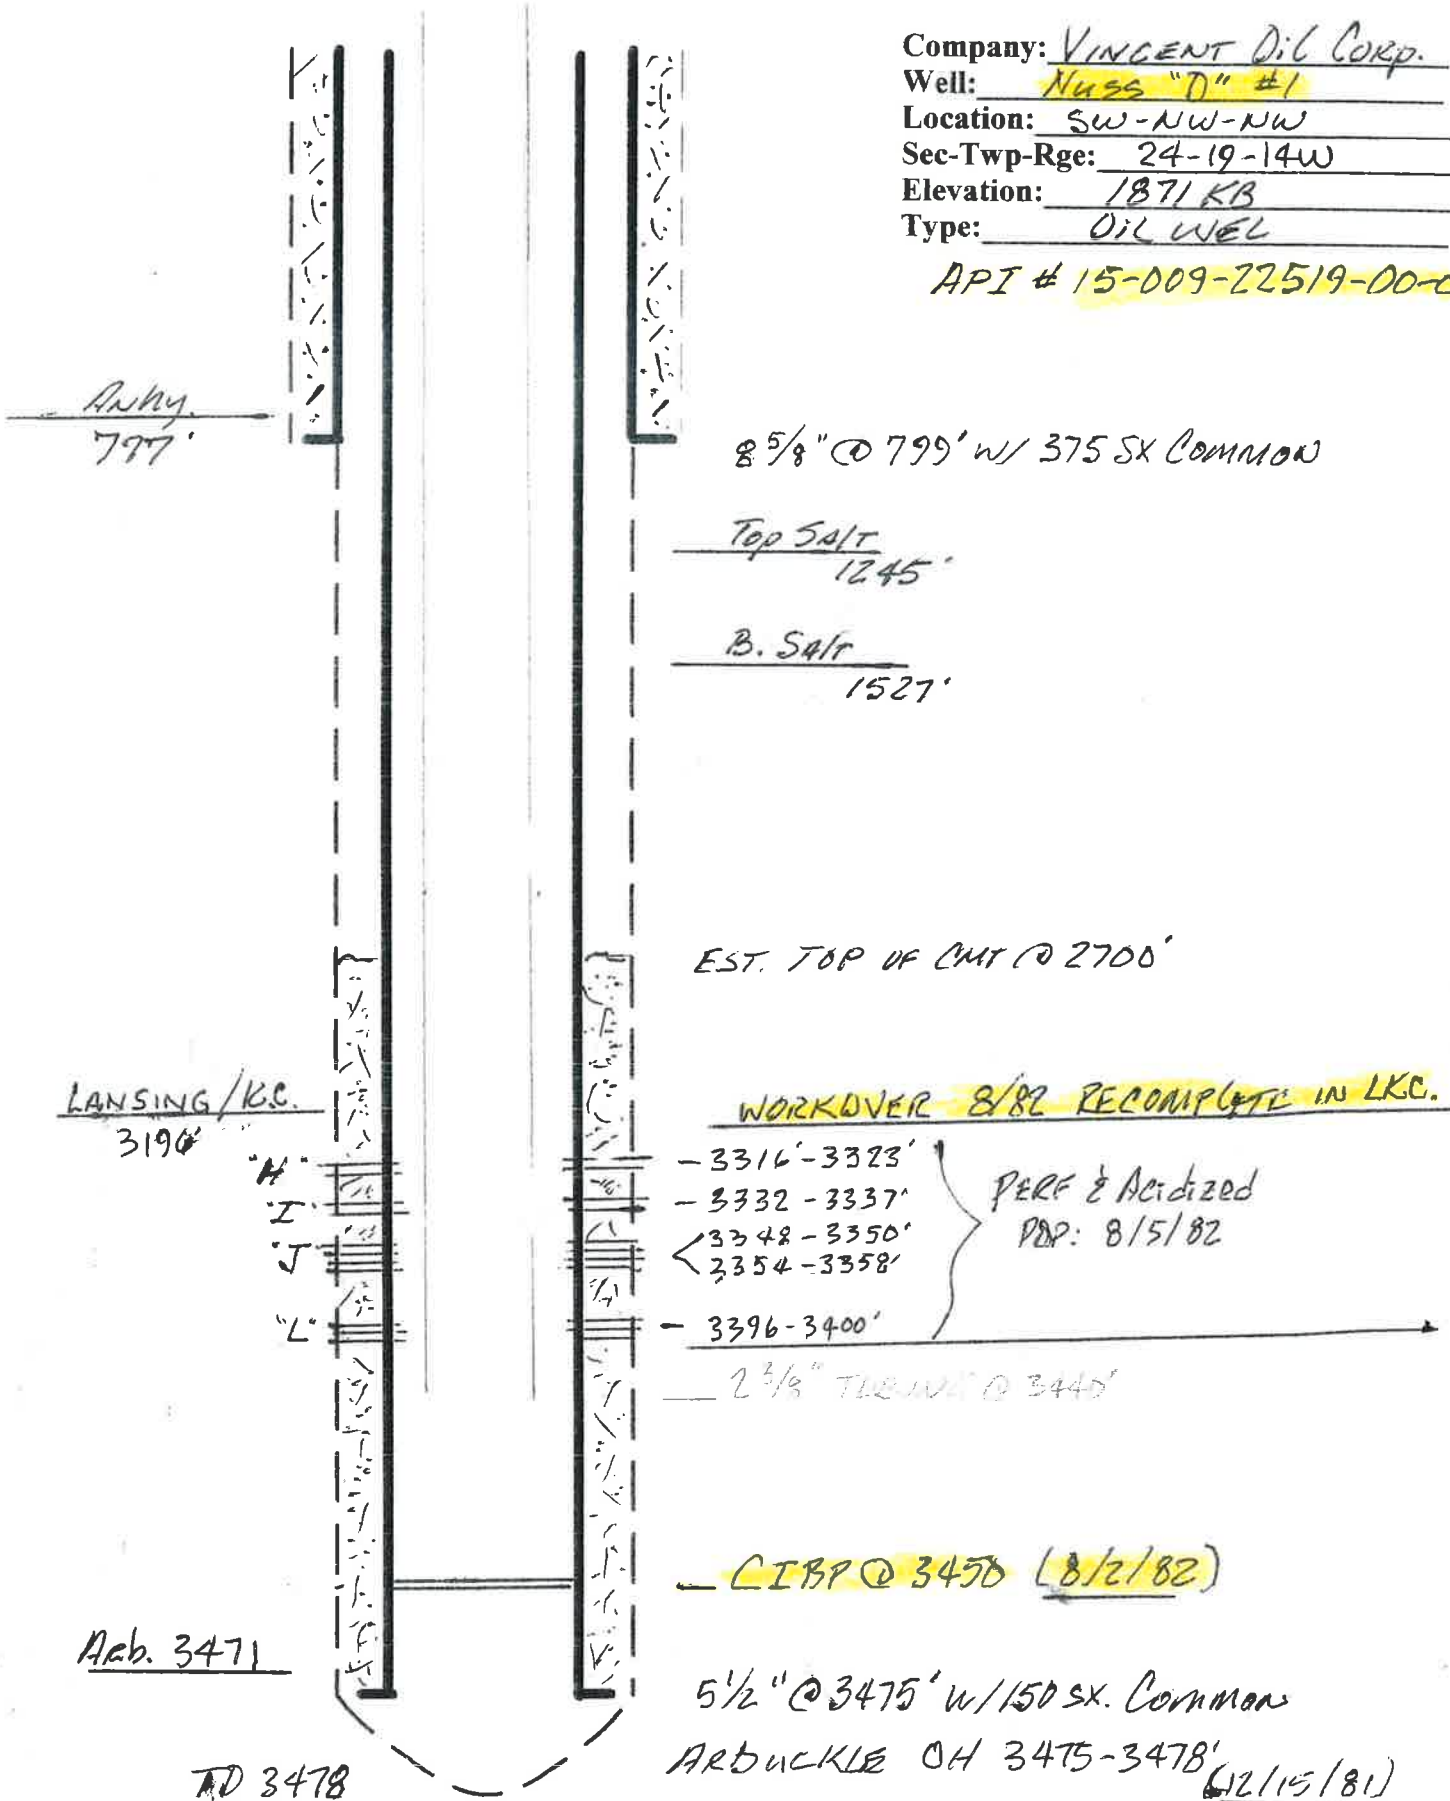 Company: VINCENT OIL CORP.
Well: NUSS "D" #1
Location: SW-NW-NW
Sec-Twp-Rge: 24-19-14W
Elevation: 1871 KB
Type: OIL WEL
API # 15-009-22519-00-0
ANHY.
777'
8 5/8" @ 799' W/ 375 SX COMMON
Top SAlT
1245'
B. SAlT
1527'
EST. TOP OF CMT @ 2700'
LANSING/K.C.
WORKOVER 8/82 RECOMPLETE IN LKC.
"H" - 3316'-3323'
"I" - 3332-3337'
PERF & Acidized
POP: 8/5/82
"J" 3348-3350'
3354-3358'
"L" - 3396-3400'
2 3/8" TUBING @ 3440'
CIBP @ 3450 (8/2/82)
Arb. 3471
5 1/2" @ 3475' W/150 SX. Common
ARBUCKLE OH 3475-3478'
(12/15/81)
TD 3478